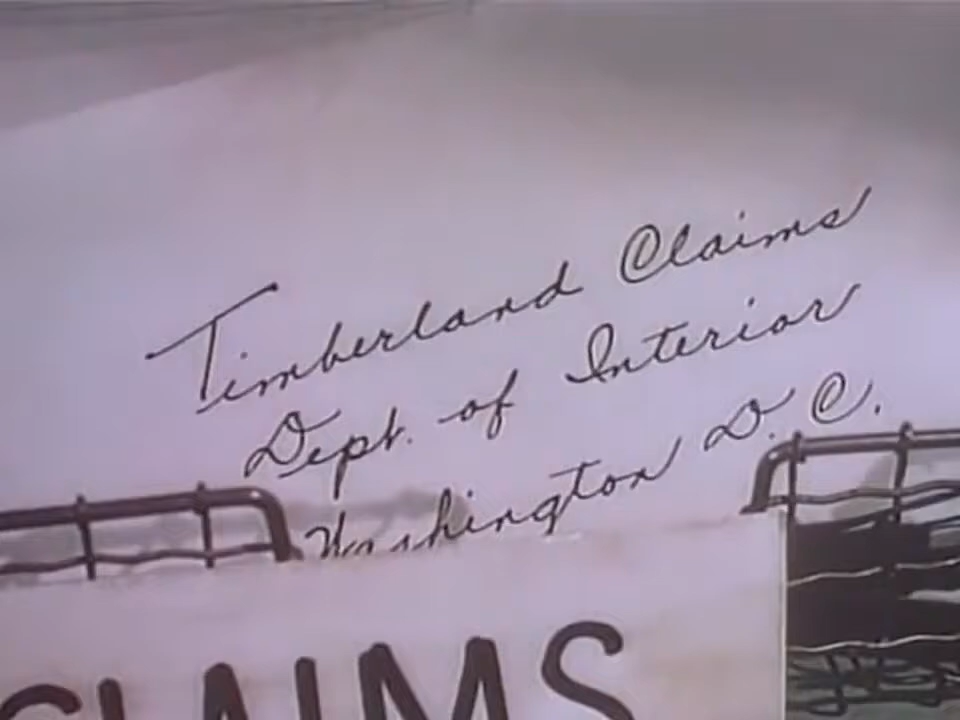 Timberland Claims
Dept. of Interior
Washington D.C.
CLAIMS